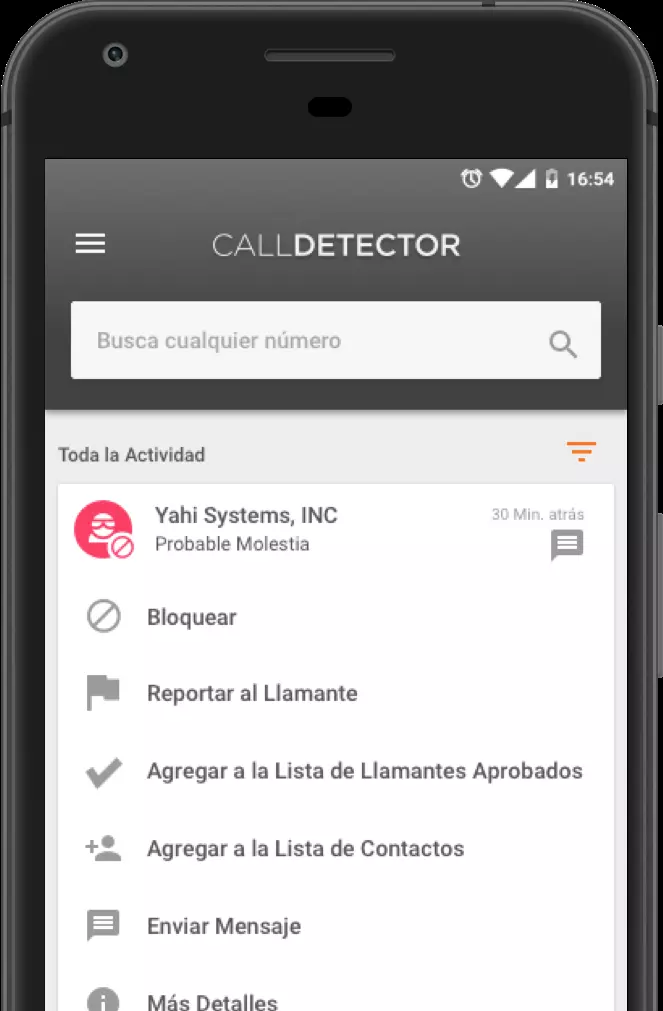 16:54
CALLDETECTOR
Busca cualquier número
Toda la Actividad
Yahi Systems, INC
30 Min. atrás
Probable Molestia
Bloquear
Reportar al Llamante
Agregar a la Lista de Llamantes Aprobados
Agregar a la Lista de Contactos
Enviar Mensaje
Más Detalles